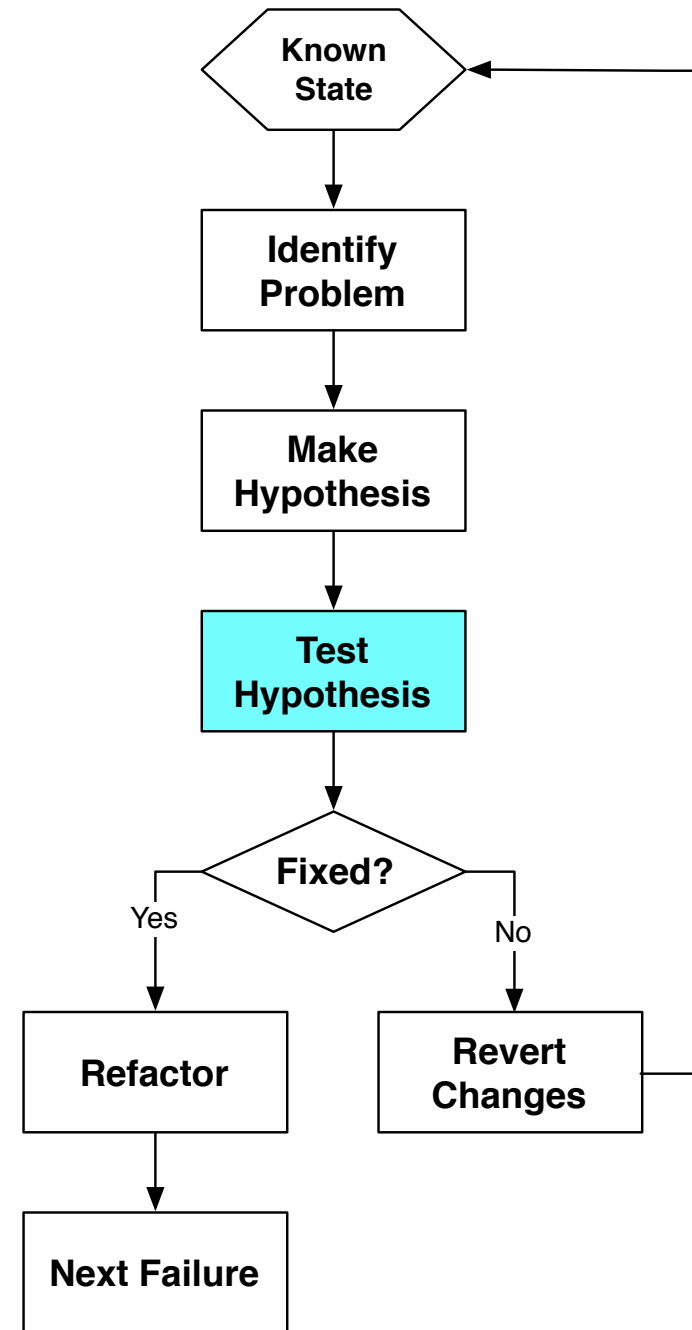 Known
State
Identify
Problem
Make
Hypothesis
Test
Hypothesis
Fixed?
Yes
No
Refactor
Revert
Changes
Next Failure